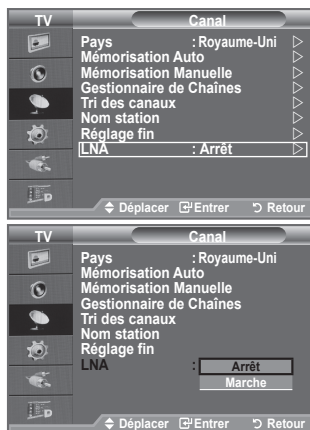 TV Canal
Pays : Royaume-Uni
Mémorisation Auto
Mémorisation Manuelle
Gestionnaire de Chaînes
Tri des canaux
Nom station
Réglage fin
LNA : Arrêt
Déplacer Entrer Retour
TV Canal
Pays : Royaume-Uni
Mémorisation Auto
Mémorisation Manuelle
Gestionnaire de Chaînes
Tri des canaux
Nom station
Réglage fin
LNA : Arrêt
Marche
Déplacer Entrer Retour